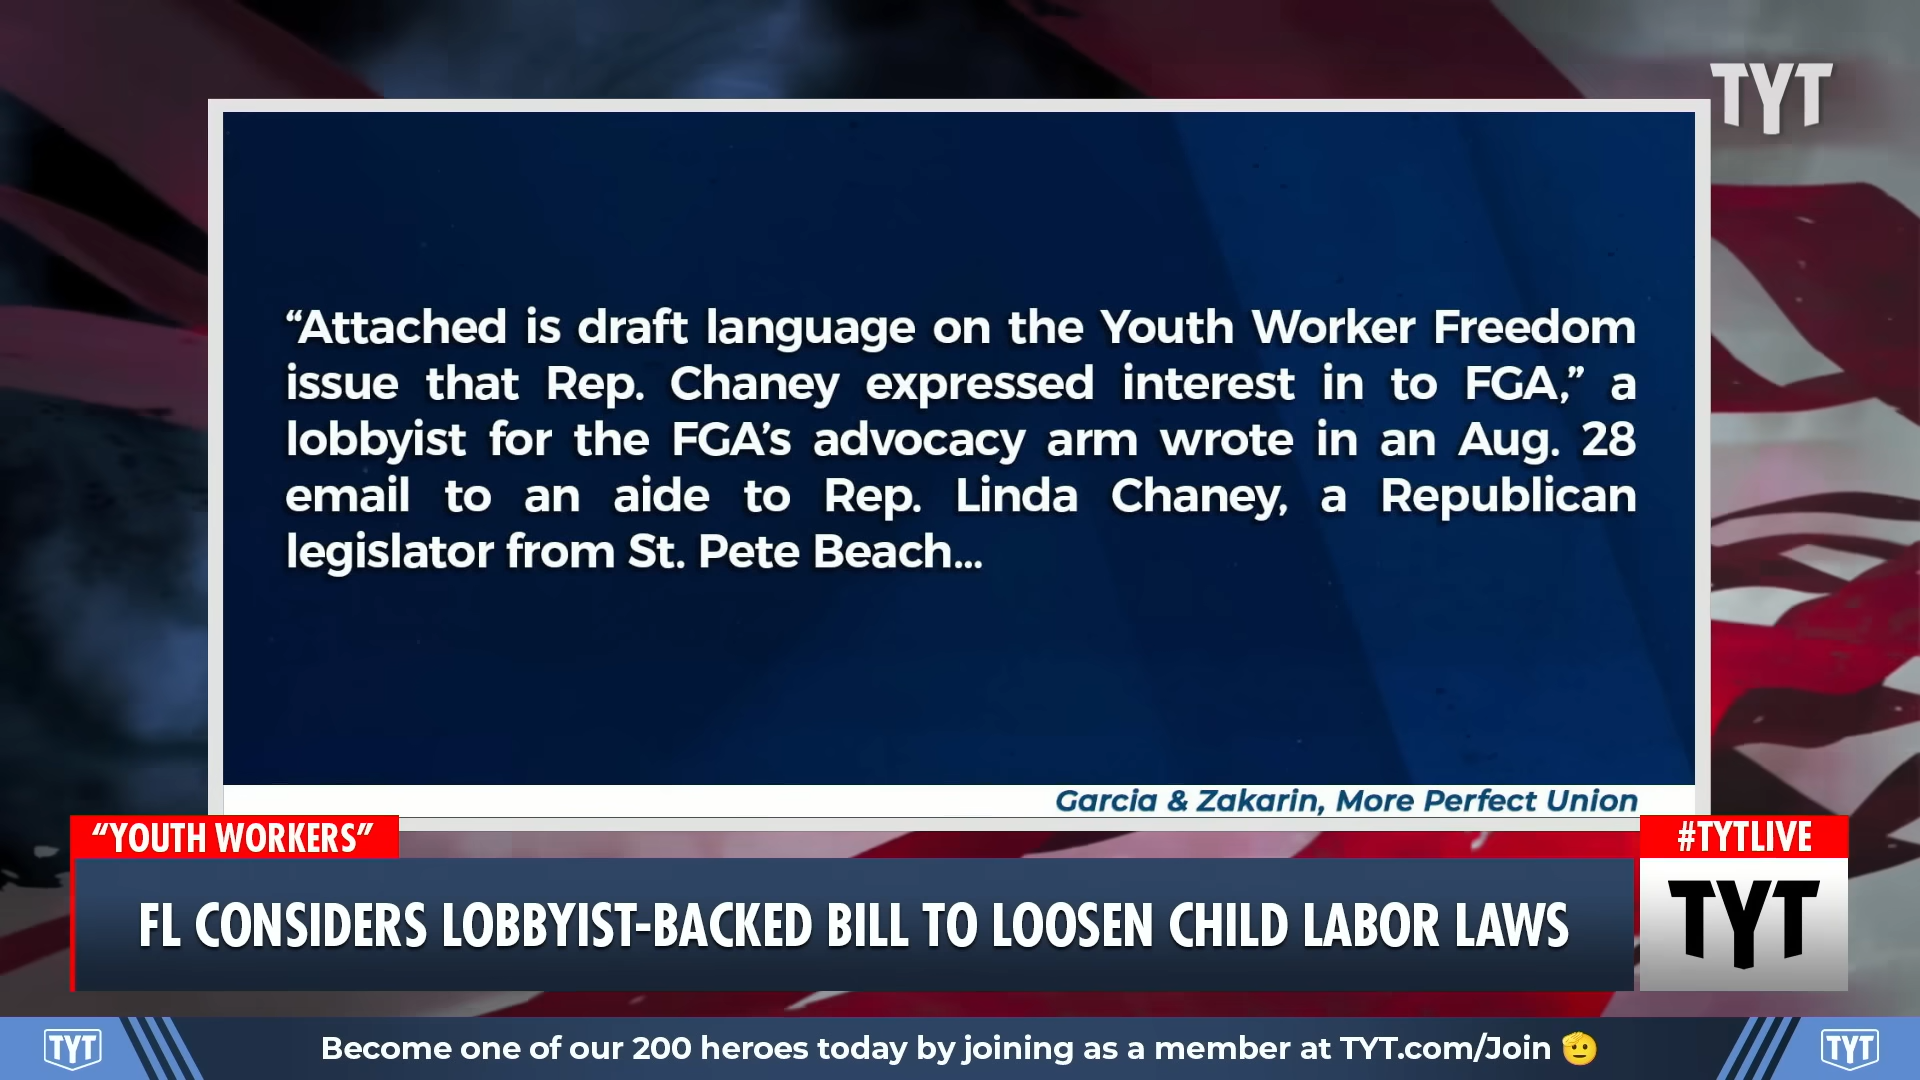 TYT
“Attached is draft language on the Youth Worker Freedom
issue that Rep. Chaney expressed interest in to FGA,” a
lobbyist for the FGA’s advocacy arm wrote in an Aug. 28
email to an aide to Rep. Linda Chaney, a Republican
legislator from St. Pete Beach...
Garcia & Zakarin, More Perfect Union
“YOUTH WORKERS”
#TYTLIVE
FL CONSIDERS LOBBYIST-BACKED BILL TO LOOSEN CHILD LABOR LAWS
TYT
TYT
Become one of our 200 heroes today by joining as a member at TYT.com/Join 🫡
TYT